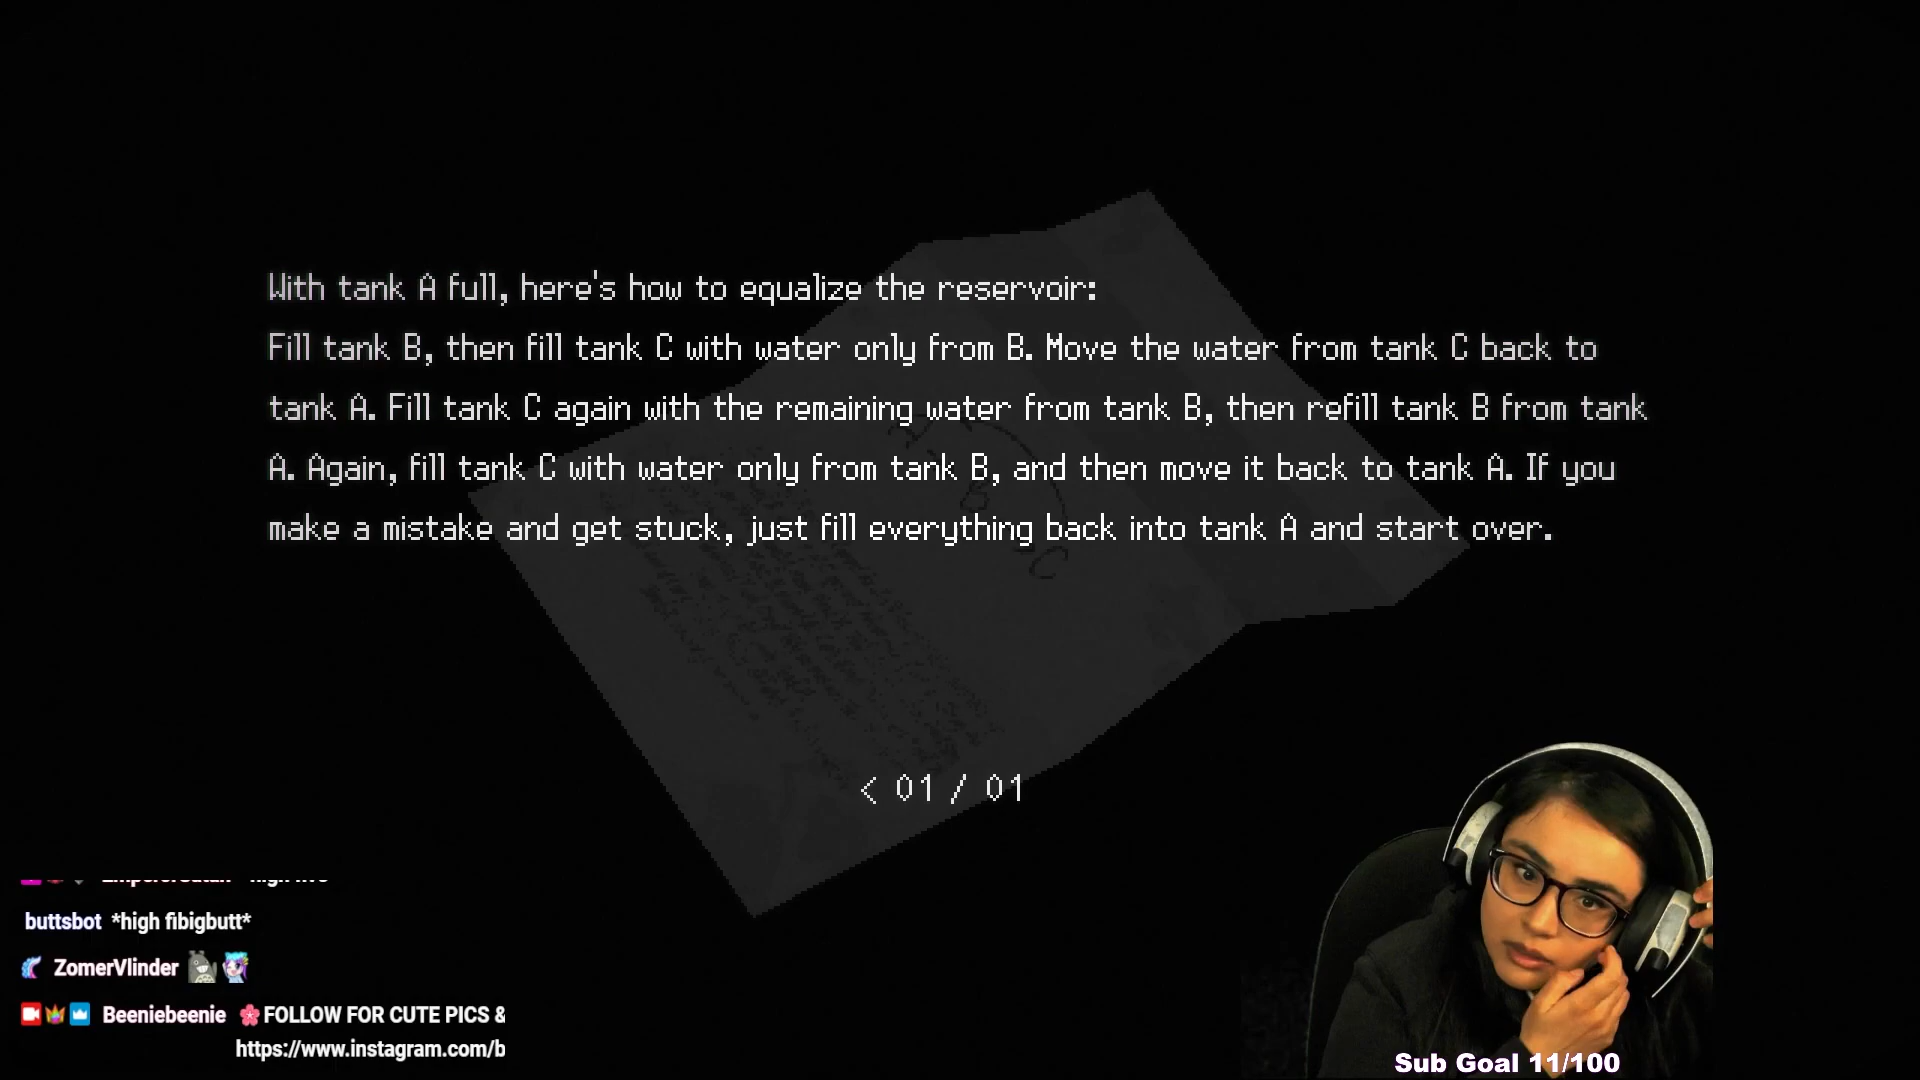 With tank A full, here's how to equalize the reservoir:
Fill tank B, then fill tank C with water only from B. Move the water from tank C back to
tank A. Fill tank C again with the remaining water from tank B, then refill tank B from tank
A. Again, fill tank C with water only from tank B, and then move it back to tank A. If you
make a mistake and get stuck, just fill everything back into tank A and start over.
< 01 / 01
buttsbot *high fibigbutt*
ZomerVlinder
Beeniebeenie FOLLOW FOR CUTE PICS &
https://www.instagram.com/b
Sub Goal 11/100